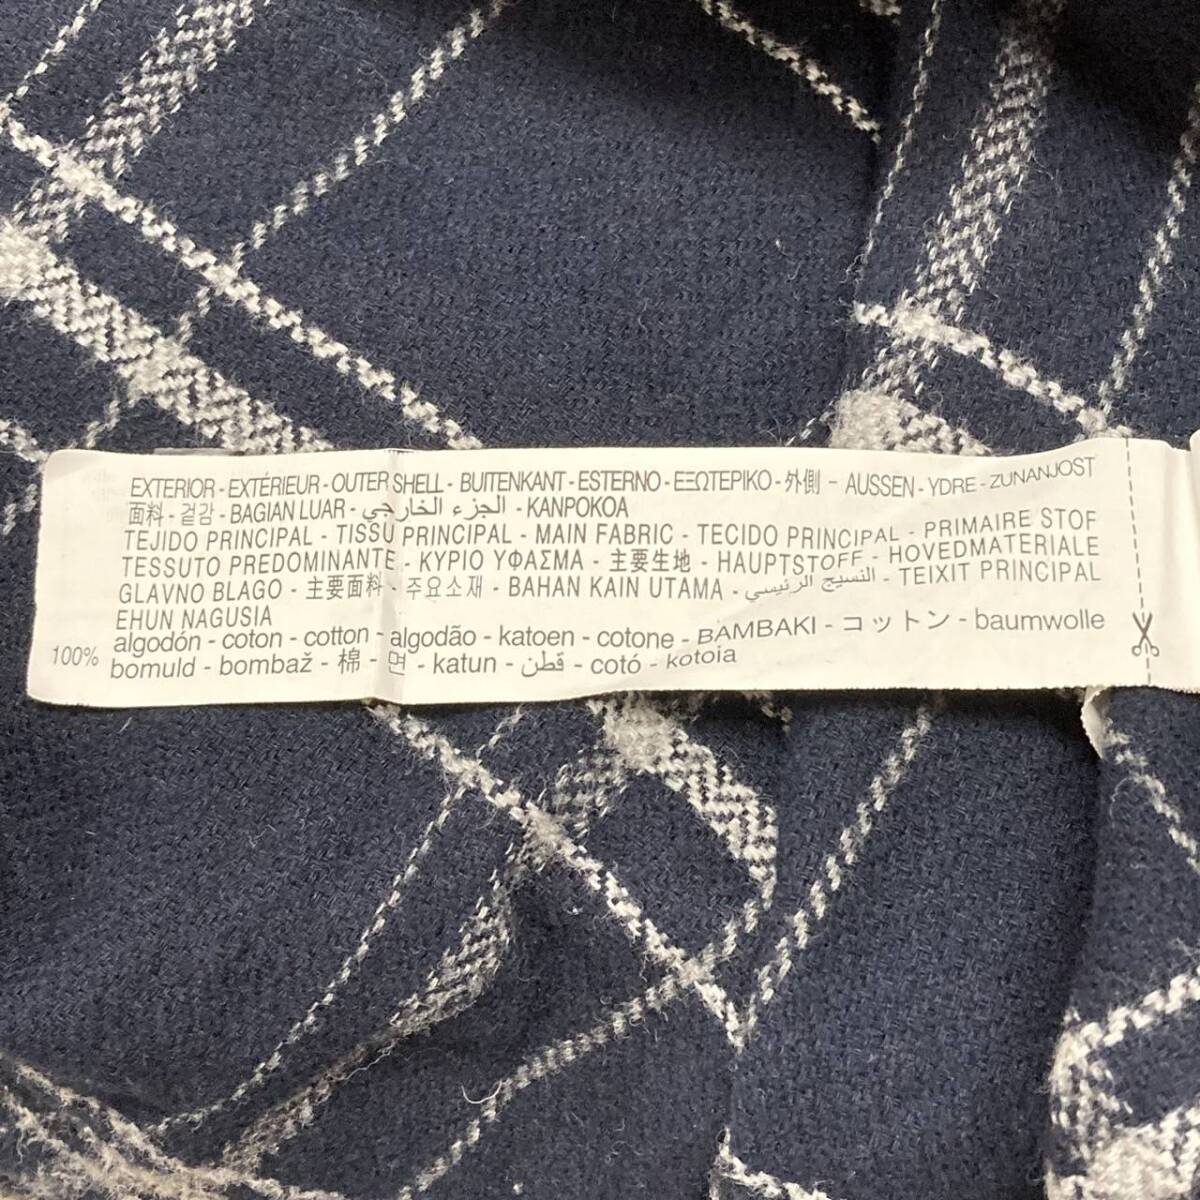 EXTERIOR - EXTÉRIEUR - OUTER SHELL - BUITENKANT - ESTERNO - ΕΞΩΤΕΡΙΚΟ - 外側 - AUSSEN - YDRE - ZUNANJOST
面料 - 겉감 - BAGIAN LUAR - الجزء الخارجي - KANPOKOA
TEJIDO PRINCIPAL - TISSU PRINCIPAL - MAIN FABRIC - TECIDO PRINCIPAL - PRIMAIRE STOF
TESSUTO PREDOMINANTE - ΚΥΡΙΟ ΥΦΑΣΜΑ - 主要生地 - HAUPTSTOFF - HOVEDMATERIALE
GLAVNO BLAGO - 主要面料 - 주요소재 - BAHAN KAIN UTAMA - النسيج الرئيسي - TEIXIT PRINCIPAL
EHUN NAGUSIA
100% algodón - coton - cotton - algodão - katoen - cotone - ΒΑΜΒΑΚΙ - コットン - baumwolle
bomuld - bombaž - 棉 - 면 - katun - قطن - cotó - kotoia